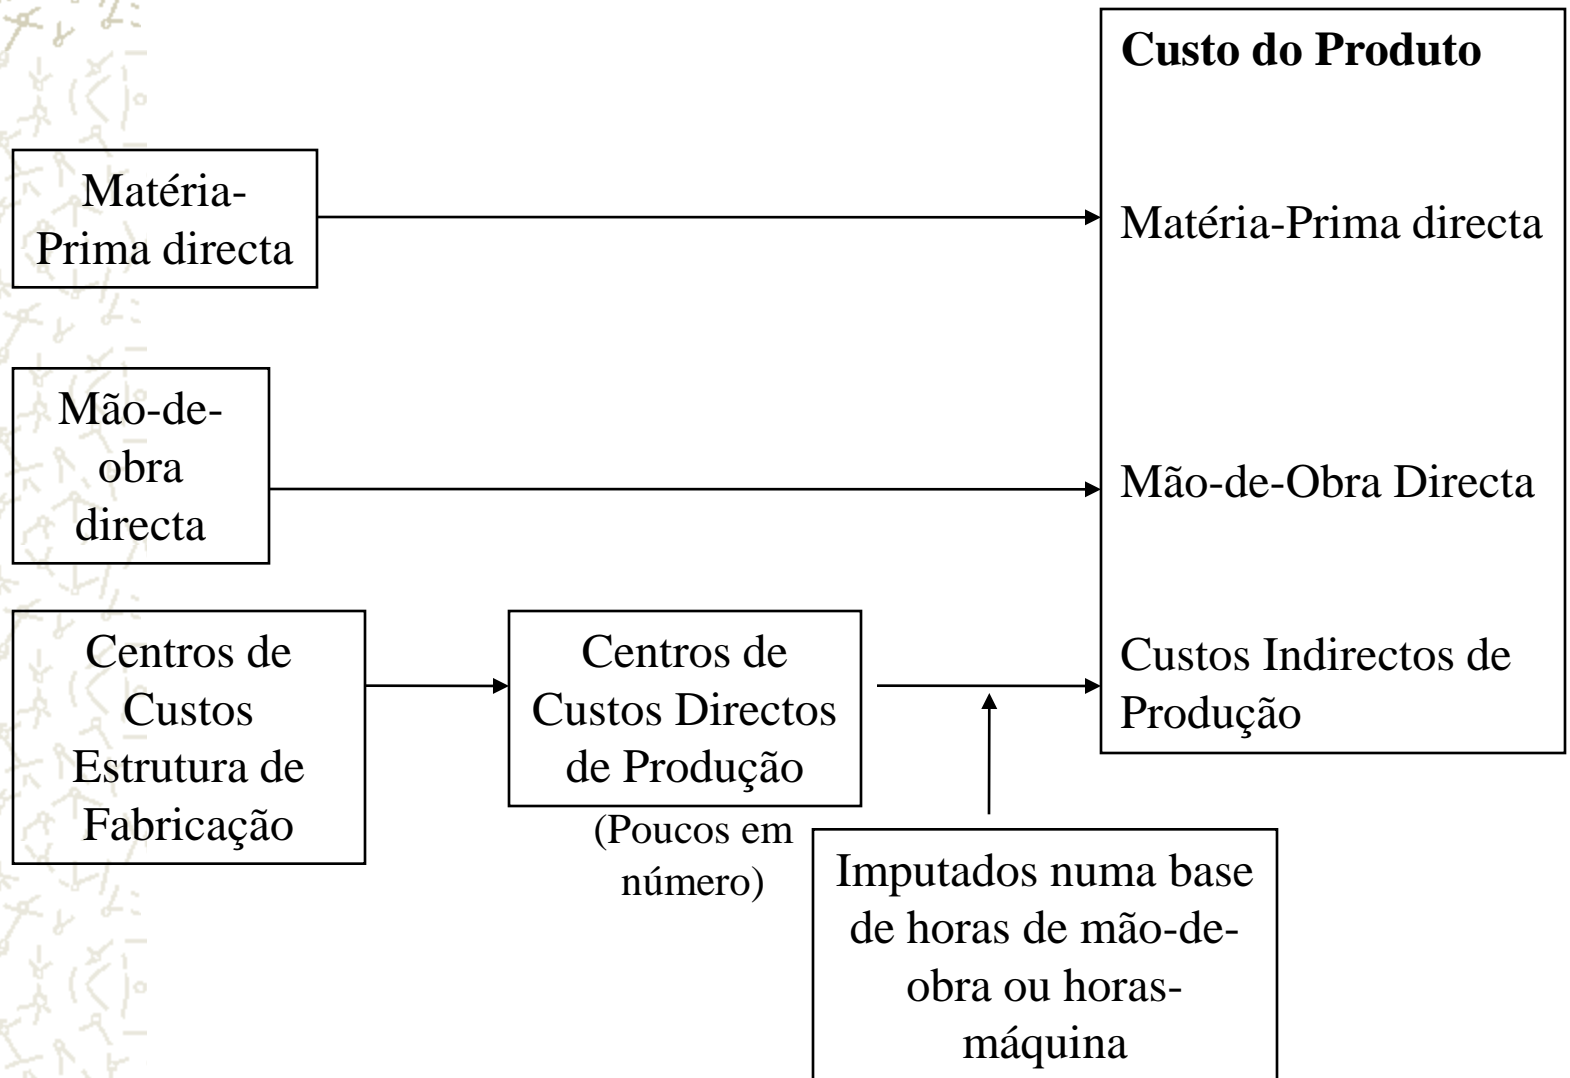 Custo do Produto
Matéria-
Prima directa
Matéria-Prima directa
Mão-de-
obra
directa
Mão-de-Obra Directa
Centros de
Custos
Estrutura de
Fabricação
Centros de
Custos Directos
de Produção
(Poucos em
número)
Custos Indirectos de
Produção
Imputados numa base
de horas de mão-de-
obra ou horas-
máquina